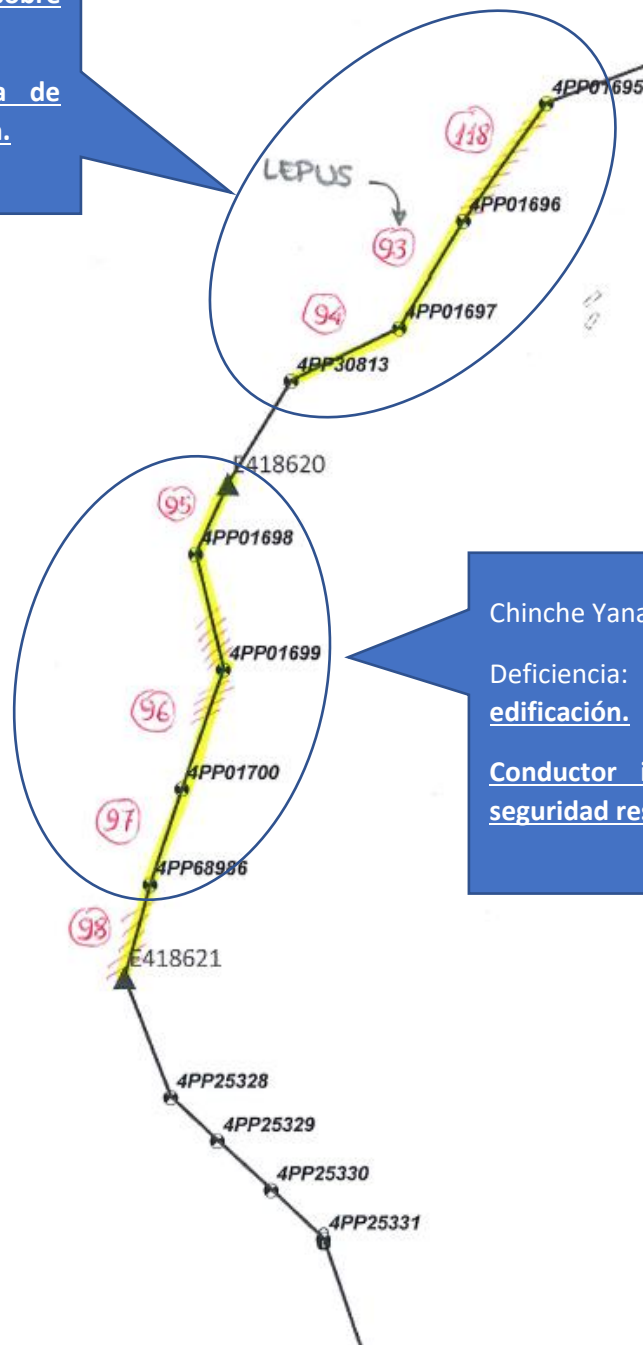 sobre
a de
4PP01695
118
LEPUS
4PP01696
93
94
4PP01697
4PP30813
E418620
95
4PP01698
4PP01699
96
Chinche Yana
Deficiencia:
edificación.
Conductor i
seguridad res
4PP01700
97
4PP68986
98
E418621
4PP25328
4PP25329
4PP25330
4PP25331